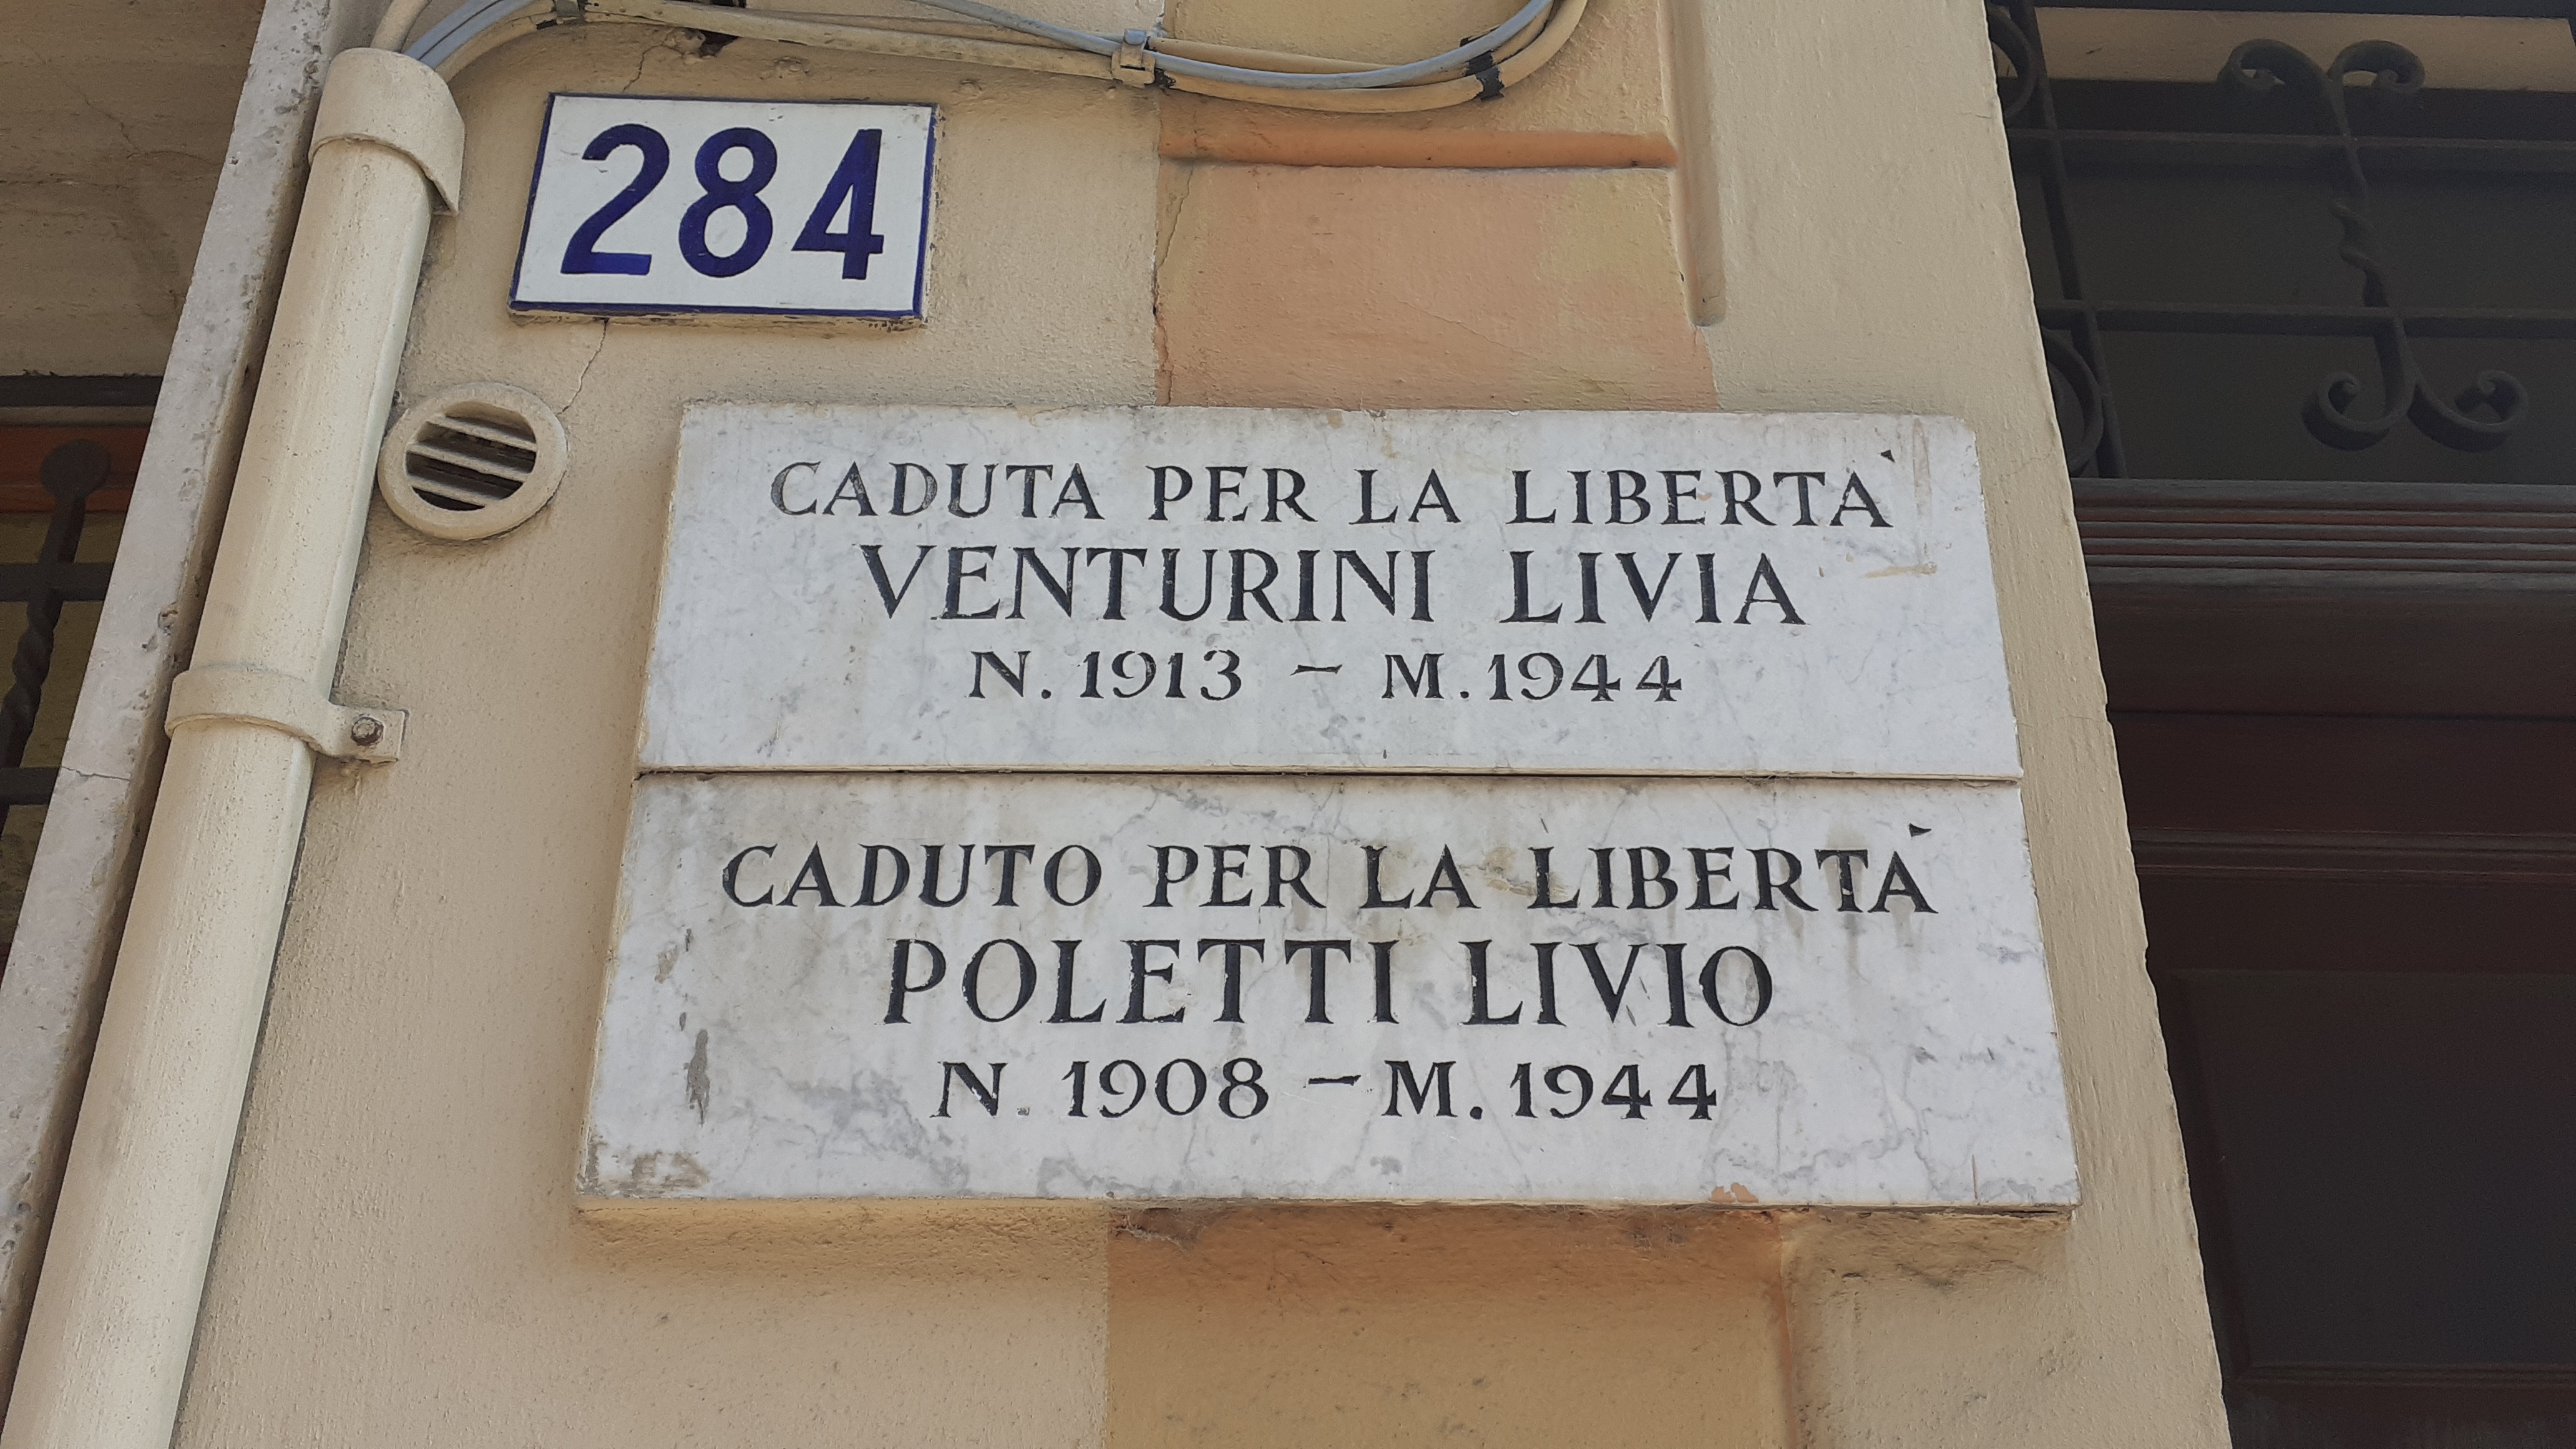 284
CADUTA PER LA LIBERTÀ
VENTURINI LIVIA
N. 1913 - M. 1944
CADUTO PER LA LIBERTÀ
POLETTI LIVIO
N. 1908 - M. 1944